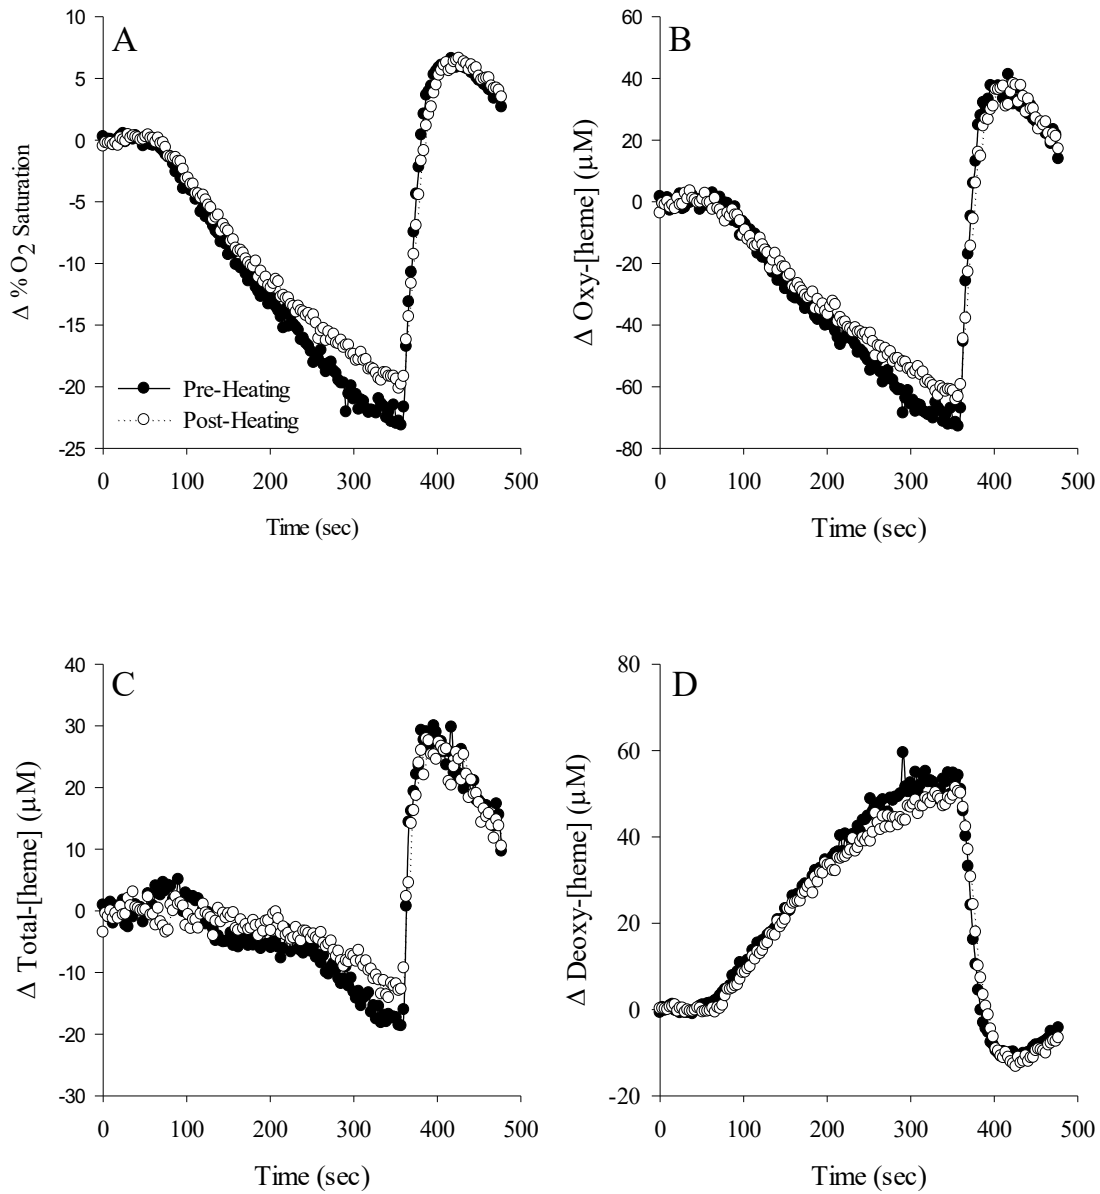 A
10
5
0
-5
-10
-15
-20
-25
Δ % O2 Saturation
Pre-Heating
Post-Heating
0 100 200 300 400 500
Time (sec)
B
60
40
20
0
-20
-40
-60
-80
Δ Oxy-[heme] (µM)
0 100 200 300 400 500
Time (sec)
C
40
30
20
10
0
-10
-20
-30
Δ Total-[heme] (µM)
0 100 200 300 400 500
Time (sec)
D
80
60
40
20
0
-20
Δ Deoxy-[heme] (µM)
0 100 200 300 400 500
Time (sec)